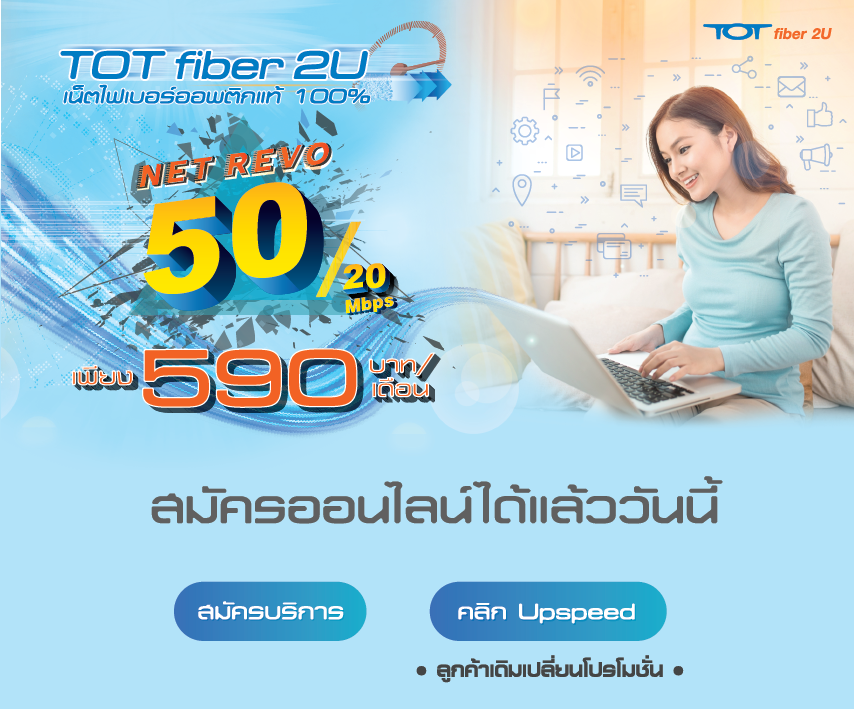 TOT fiber 2U
TOT fiber 2U
เน็ตไฟเบอร์ออพติกแท้ 100%
NET REVO
50/20
Mbps
เพียง 590 บาท/
เดือน
สมัครออนไลน์ได้แล้ววันนี้
สมัครบริการ
คลิก Upspeed
• ลูกค้าเดิมเปลี่ยนโปรโมชั่น •